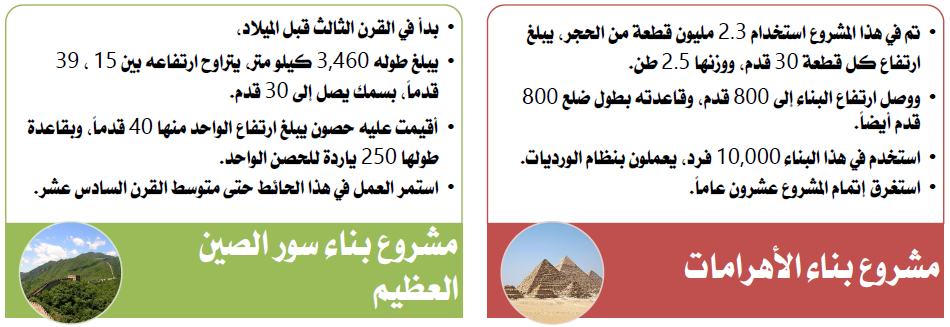 • تم في هذا المشروع استخدام 2.3 مليون قطعة من الحجر، يبلغ
ارتفاع كل قطعة 30 قدم، ووزنها 2.5 طن.
• ووصل ارتفاع البناء إلى 800 قدم، وقاعدته بطول ضلع 800
قدم أيضاً.
• استخدم في هذا البناء 10,000 فرد، يعملون بنظام الورديات.
• استغرق إتمام المشروع عشرون عاماً.
مشروع بناء الأهرامات
• بدأ في القرن الثالث قبل الميلاد،
• يبلغ طوله 3,460 كيلو متر، يتراوح ارتفاعه بين 15 ، 39
قدماً، بسمك يصل إلى 30 قدم.
• أقيمت عليه حصون يبلغ ارتفاع الواحد منها 40 قدماً، وبقاعدة
طولها 250 ياردة للحصن الواحد.
• استمر العمل في هذا الحائط حتى متوسط القرن السادس عشر.
مشروع بناء سور الصين
العظيم